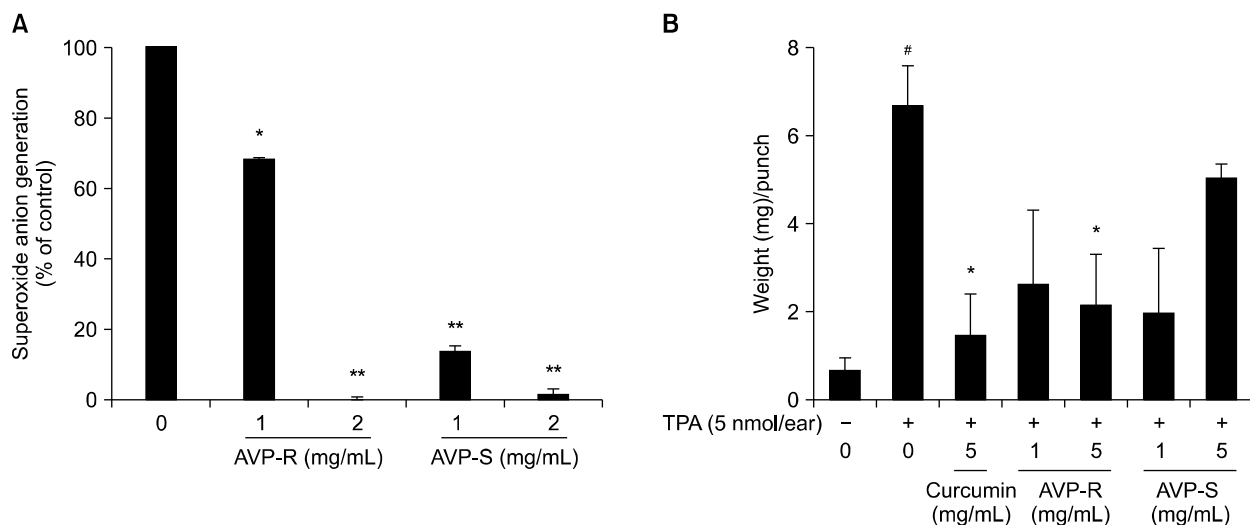 A
Superoxide anion generation
(% of control)
100
80
60
40
20
0
*
**
**
**
0 1 2 1 2
AVP-R (mg/mL) AVP-S (mg/mL)
B
Weight (mg)/punch
8
6
4
2
0
#
*
*
TPA (5 nmol/ear) – + + + + + +
0 0 5 1 5 1 5
Curcumin AVP-R AVP-S
(mg/mL) (mg/mL) (mg/mL)